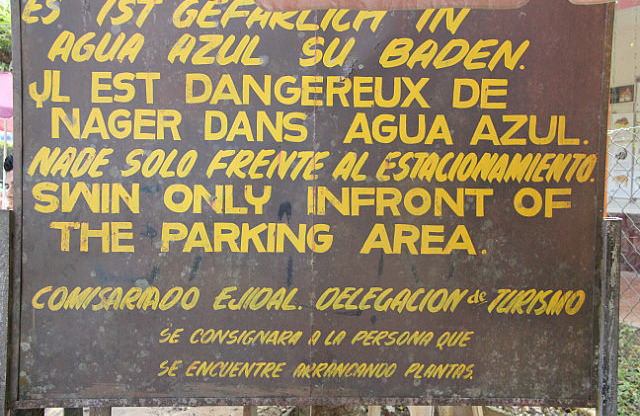 ES IST GEFARLICH IN
AGUA AZUL SU BADEN.
YL EST DANGEREUX DE
NAGER DANS AGUA AZUL.
NADE SOLO FRENTE AL ESTACIONAMIENTO.
SWIN ONLY INFRONT OF
THE PARKING AREA.
COMISARIADO EJIDAL. DELEGACION de TURISMO
SE CONSIGNARA A LA PERSONA QUE
SE ENCUENTRE ARRANCANDO PLANTAS.